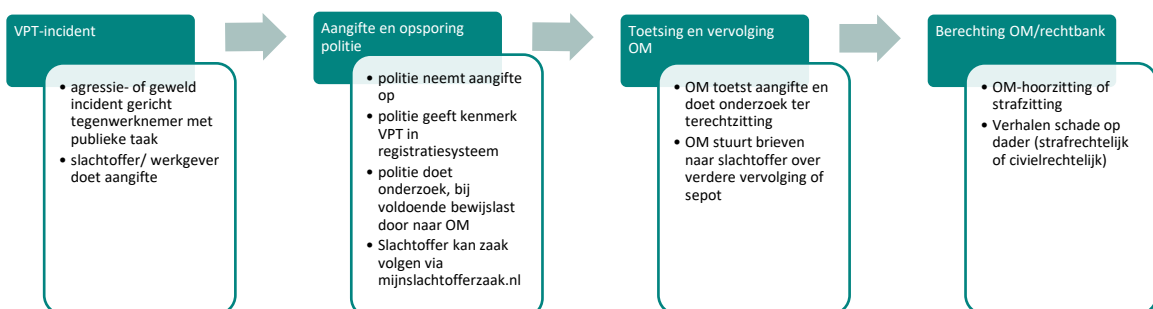 VPT-incident
• agressie- of geweld
incident gericht
tegenwerknemer met
publieke taak
• slachtoffer/ werkgever
doet aangifte
Aangifte en opsporing
politie
• politie neemt aangifte
op
• politie geeft kenmerk
VPT in
registratiesysteem
• politie doet
onderzoek, bij
voldoende bewijslast
door naar OM
• Slachtoffer kan zaak
volgen via
mijnslachtofferzaak.nl
Toetsing en vervolging
OM
• OM toetst aangifte en
doet onderzoek ter
terechtzitting
• OM stuurt brieven
naar slachtoffer over
verdere vervolging of
sepot
Berechting OM/rechtbank
• OM-hoorzitting of
strafzitting
• Verhalen schade op
dader (strafrechtelijk
of civielrechtelijk)